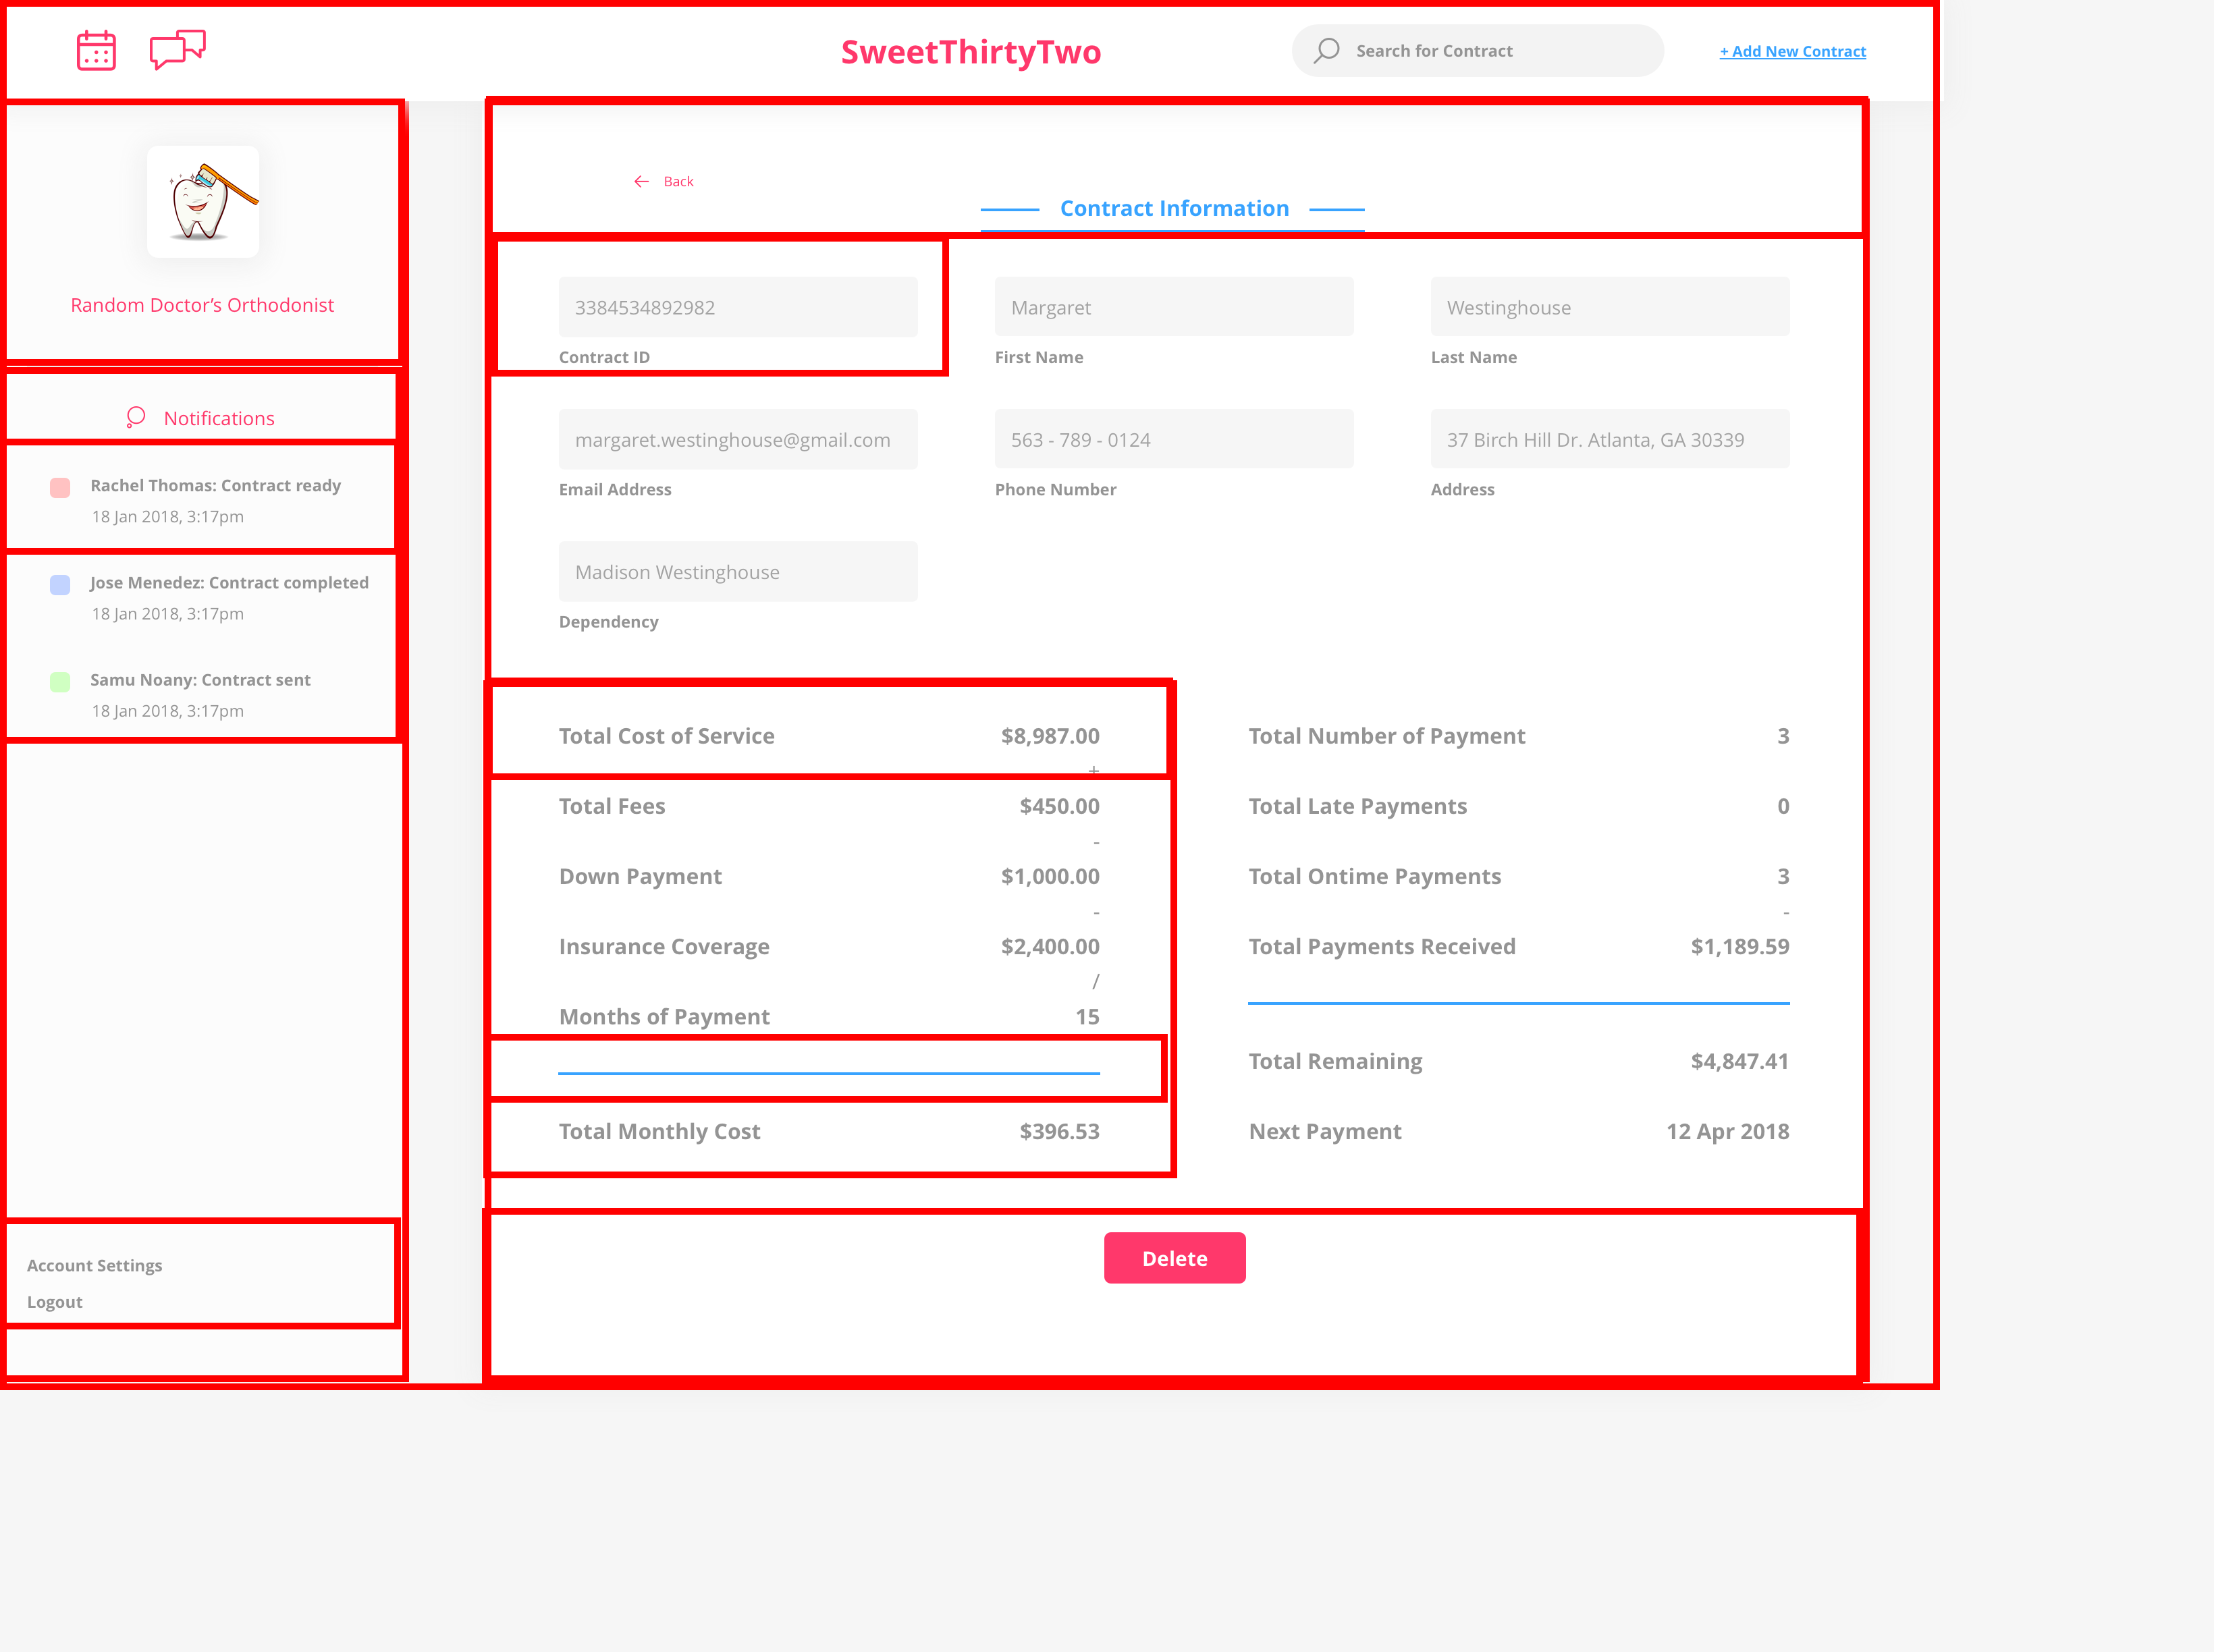 SweetThirtyTwo
Search for Contract
+ Add New Contract
Random Doctor’s Orthodonist
Notifications
Rachel Thomas: Contract ready
18 Jan 2018, 3:17pm
Jose Menedez: Contract completed
18 Jan 2018, 3:17pm
Samu Noany: Contract sent
18 Jan 2018, 3:17pm
Account Settings
Logout
Back
Contract Information
3384534892982
Contract ID
Margaret
First Name
Westinghouse
Last Name
margaret.westinghouse@gmail.com
Email Address
563 - 789 - 0124
Phone Number
37 Birch Hill Dr. Atlanta, GA 30339
Address
Madison Westinghouse
Dependency
Total Cost of Service $8,987.00
+
Total Fees $450.00
-
Down Payment $1,000.00
-
Insurance Coverage $2,400.00
/
Months of Payment 15
Total Monthly Cost $396.53
Total Number of Payment 3
Total Late Payments 0
Total Ontime Payments 3
-
Total Payments Received $1,189.59
Total Remaining $4,847.41
Next Payment 12 Apr 2018
Delete